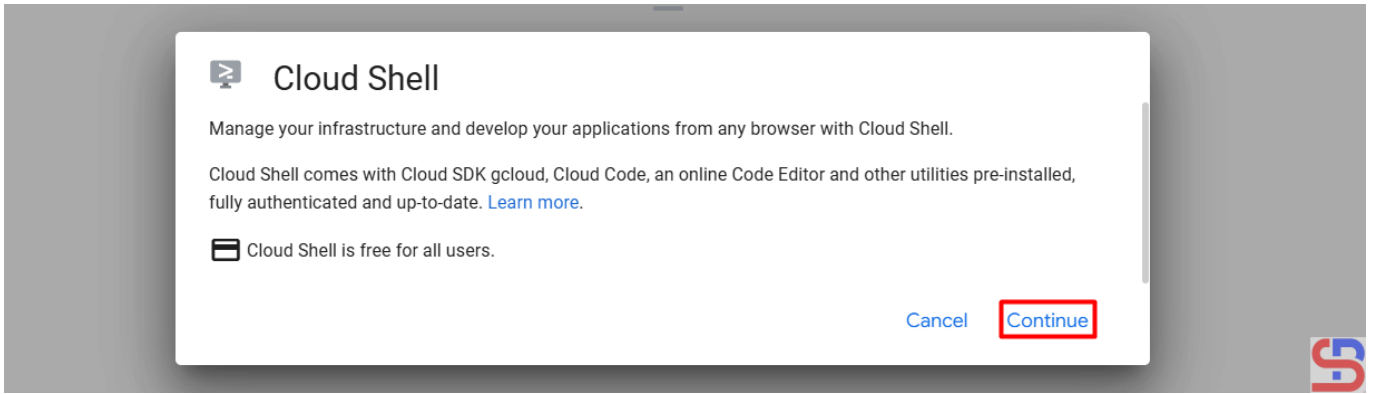 Cloud Shell
Manage your infrastructure and develop your applications from any browser with Cloud Shell.
Cloud Shell comes with Cloud SDK gcloud, Cloud Code, an online Code Editor and other utilities pre-installed,
fully authenticated and up-to-date. Learn more.
Cloud Shell is free for all users.
Cancel Continue